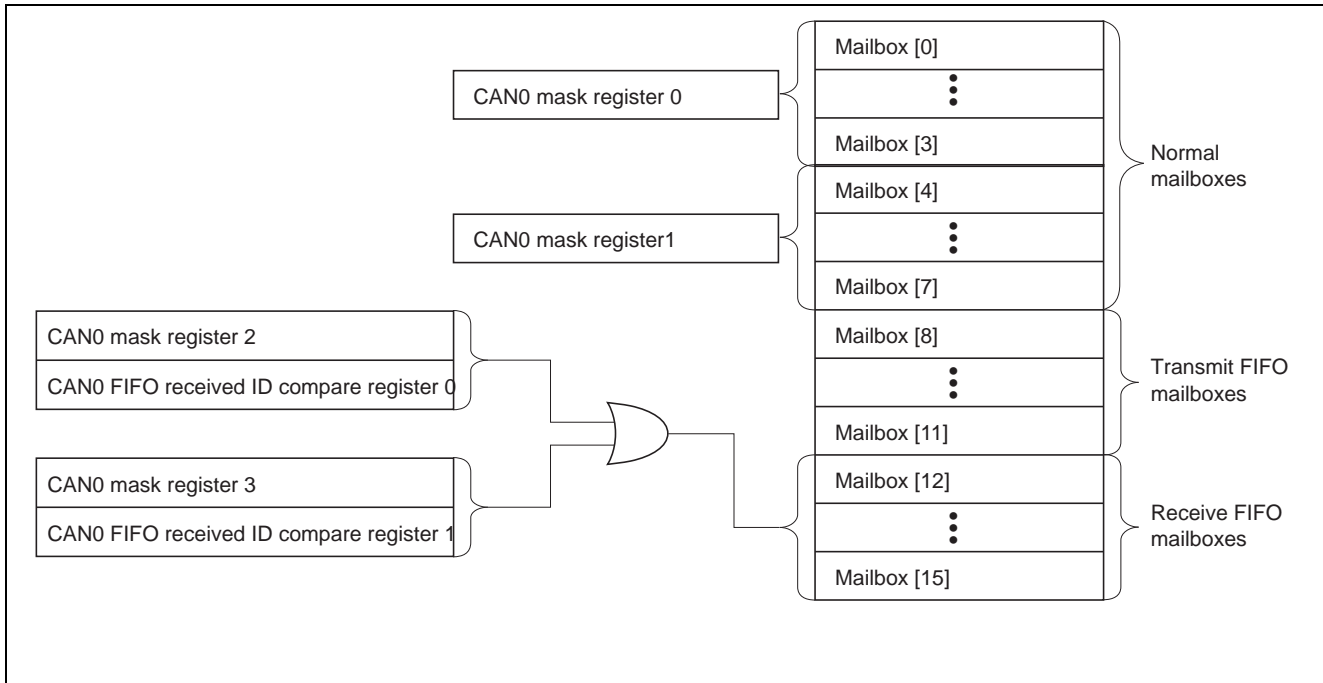 Mailbox [0]
CAN0 mask register 0
Mailbox [3]
Normal
mailboxes
Mailbox [4]
CAN0 mask register1
Mailbox [7]
CAN0 mask register 2
Mailbox [8]
CAN0 FIFO received ID compare register 0
Transmit FIFO
mailboxes
Mailbox [11]
CAN0 mask register 3
Mailbox [12]
CAN0 FIFO received ID compare register 1
Receive FIFO
mailboxes
Mailbox [15]